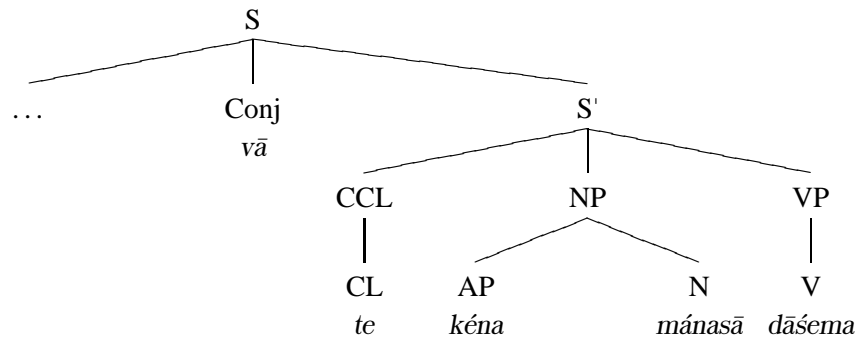 S
... Conj S'
vā
CCL NP VP
CL AP N V
te kéna mánasā dāśema